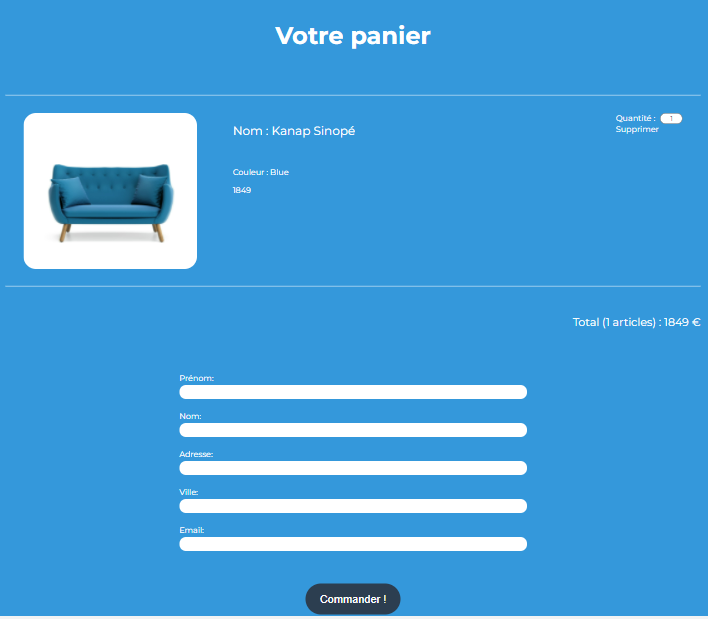 Votre panier
Nom : Kanap Sinopé
Quantité : 1
Supprimer
Couleur : Blue
1849
Total (1 articles) : 1849 €
Prénom:
Nom:
Adresse:
Ville:
Email:
Commander !